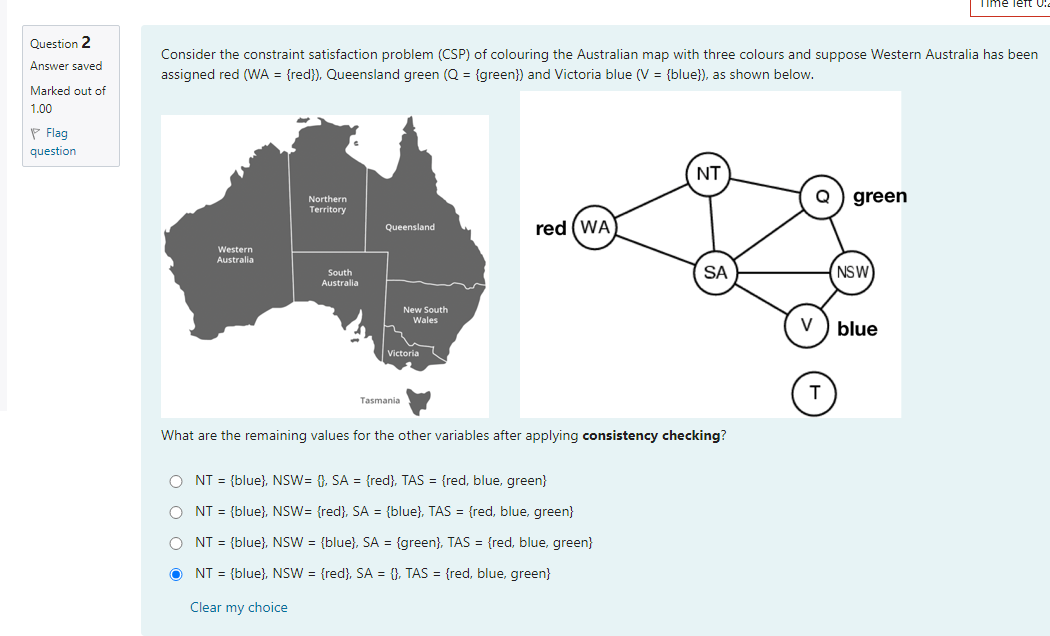 Time left 0:
Question 2
Answer saved
Marked out of
1.00
Flag
question
Consider the constraint satisfaction problem (CSP) of colouring the Australian map with three colours and suppose Western Australia has been
assigned red (WA = {red}), Queensland green (Q = {green}) and Victoria blue (V = {blue}), as shown below.
Northern
Territory
Queensland
Western
Australia
South
Australia
New South
Wales
Victoria
Tasmania
NT
Q green
red WA
SA
NSW
V blue
T
What are the remaining values for the other variables after applying consistency checking?
NT = {blue}, NSW= {}, SA = {red}, TAS = {red, blue, green}
NT = {blue}, NSW= {red}, SA = {blue}, TAS = {red, blue, green}
NT = {blue}, NSW = {blue}, SA = {green}, TAS = {red, blue, green}
NT = {blue}, NSW = {red}, SA = {}, TAS = {red, blue, green}
Clear my choice